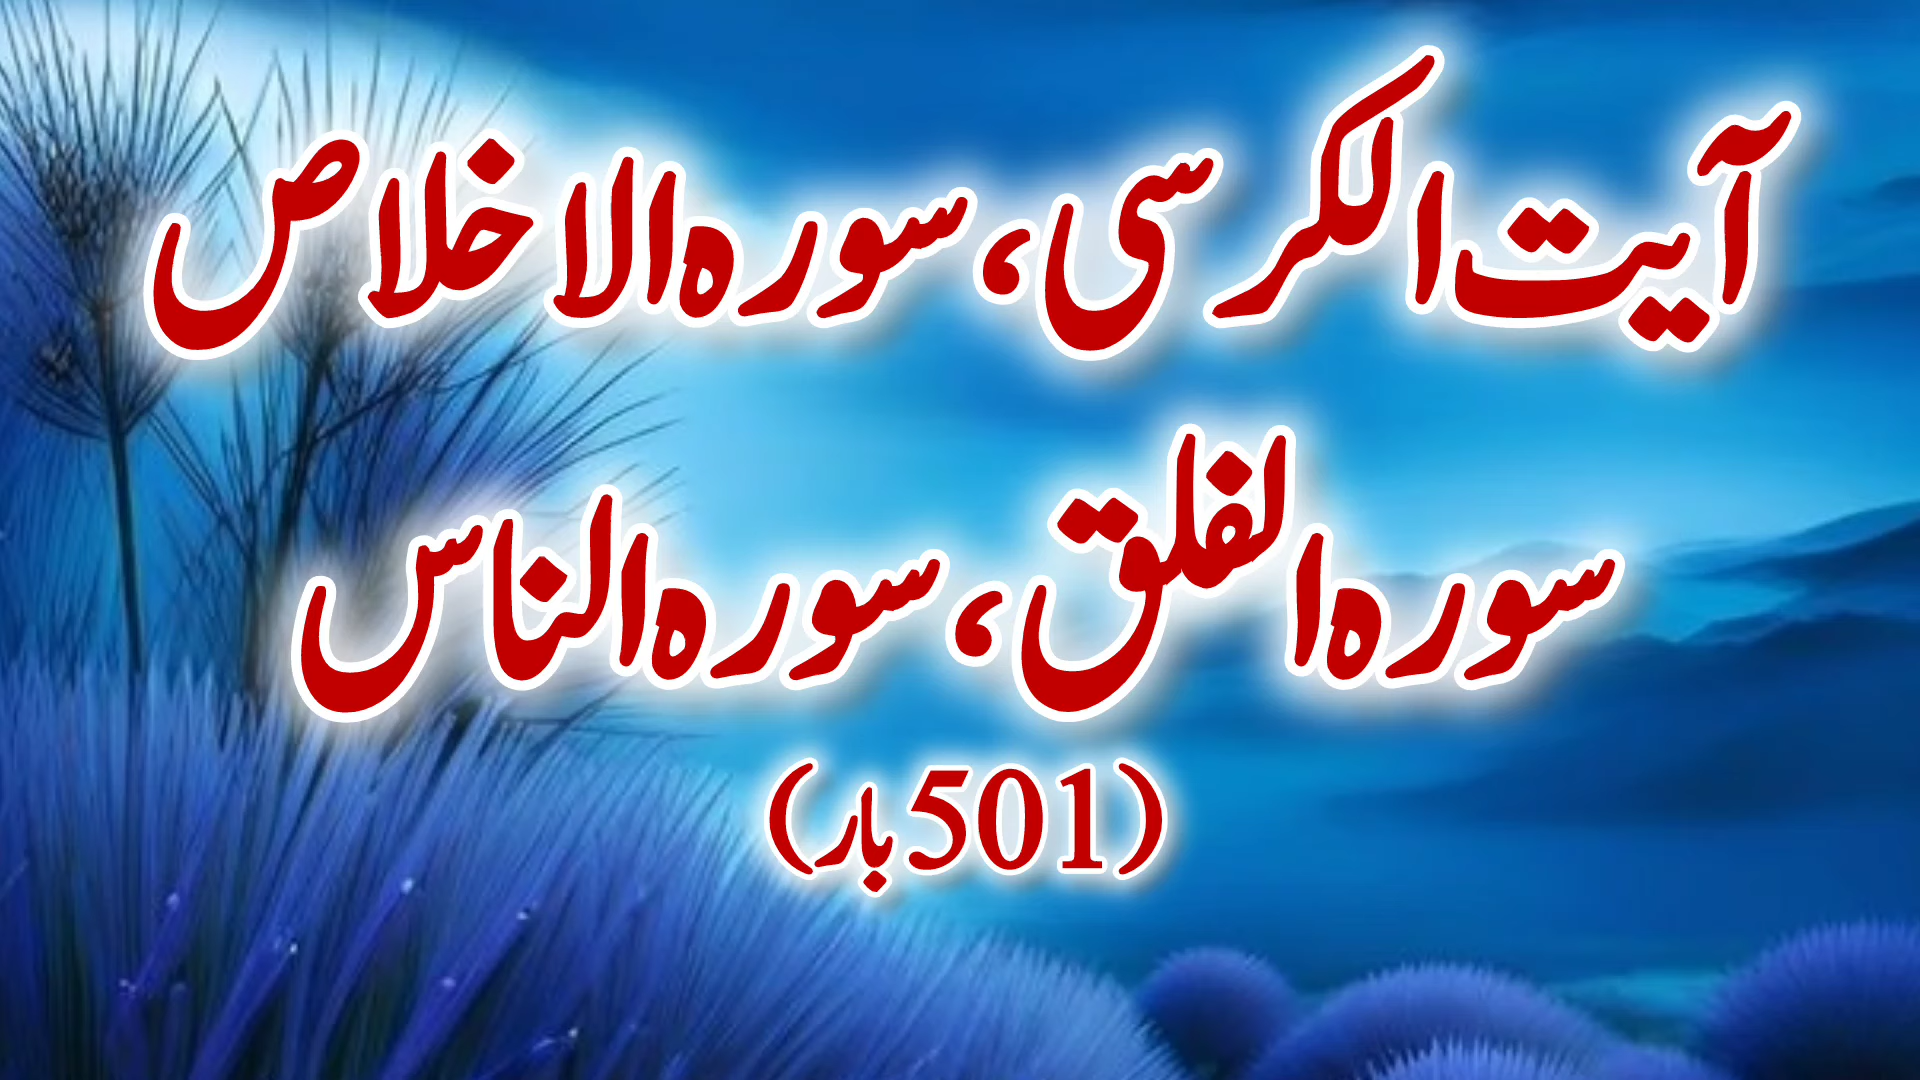 آیت الکرسی، سورہ الاخلاص
سورہ الفلق، سورہ الناس
(501 بار)